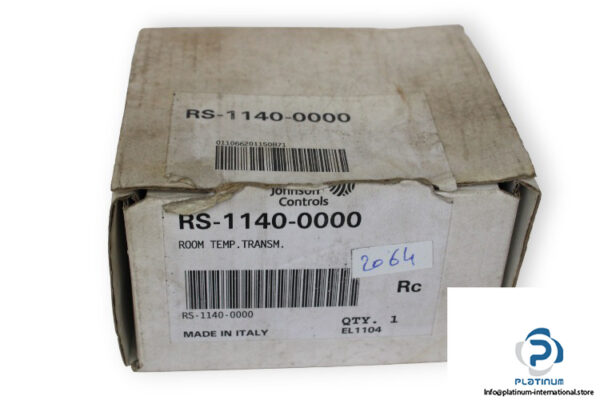 RS-1140-0000
011066201150871
Johnson
Controls
RS-1140-0000
ROOM TEMP.TRANSM.
2064
Rc
RS-1140-0000
QTY. 1
MADE IN ITALY
EL1104
PLATINUM
Info@platinum-international.store